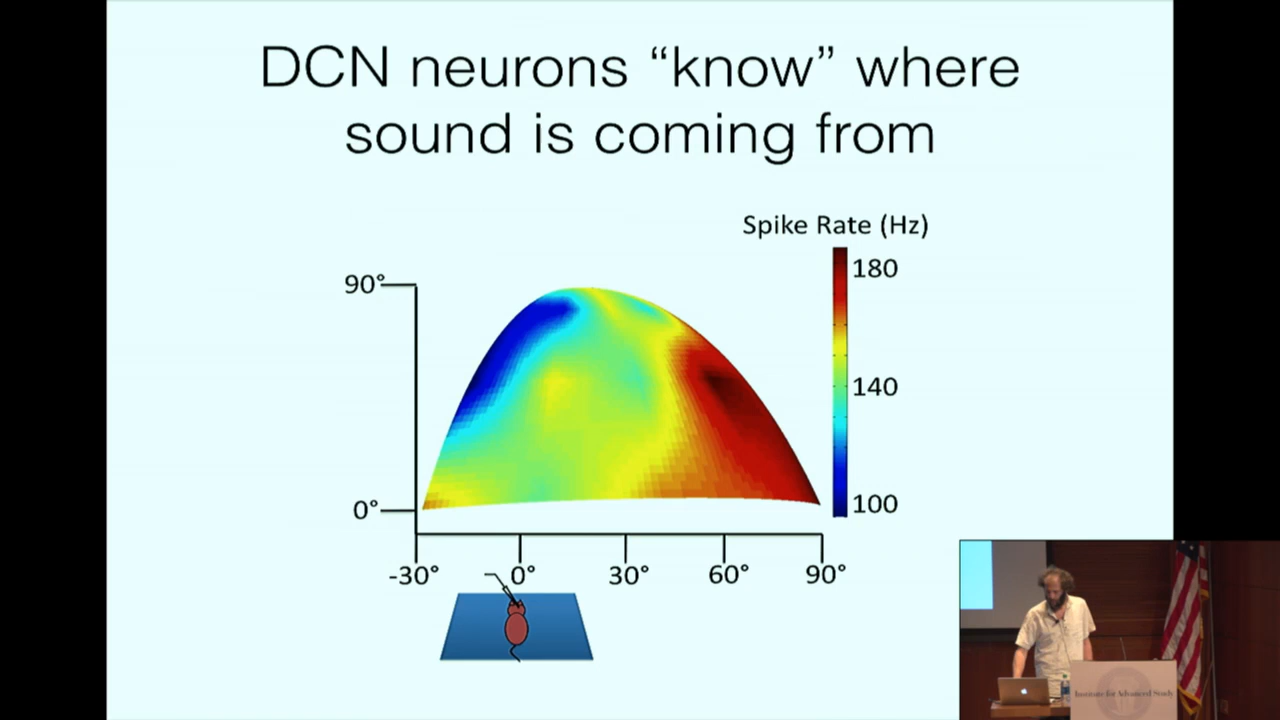 DCN neurons “know” where
sound is coming from
Spike Rate (Hz)
180
140
100
90°
0°
-30°
0°
30°
60°
90°
Institute for Advanced Study